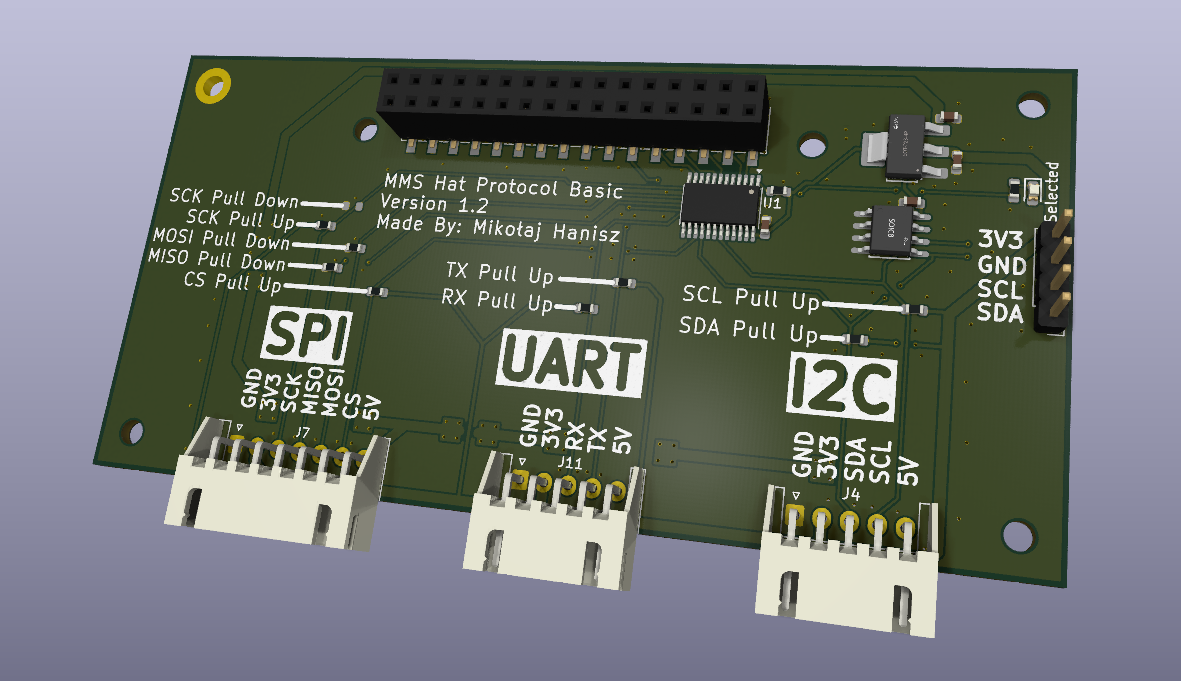 MMS Hat Protocol Basic
Version 1.2
Made By: Mikołaj Hanisz
U1
Selected
SCK Pull Down
SCK Pull Up
MOSI Pull Down
MISO Pull Down
CS Pull Up
TX Pull Up
RX Pull Up
SCL Pull Up
SDA Pull Up
3V3
GND
SCL
SDA
SPI
GND
3V3
SCK
MISO
MOSI
CS
5V
J7
UART
GND
3V3
RX
TX
5V
J11
I2C
GND
3V3
SDA
SCL
5V
J4